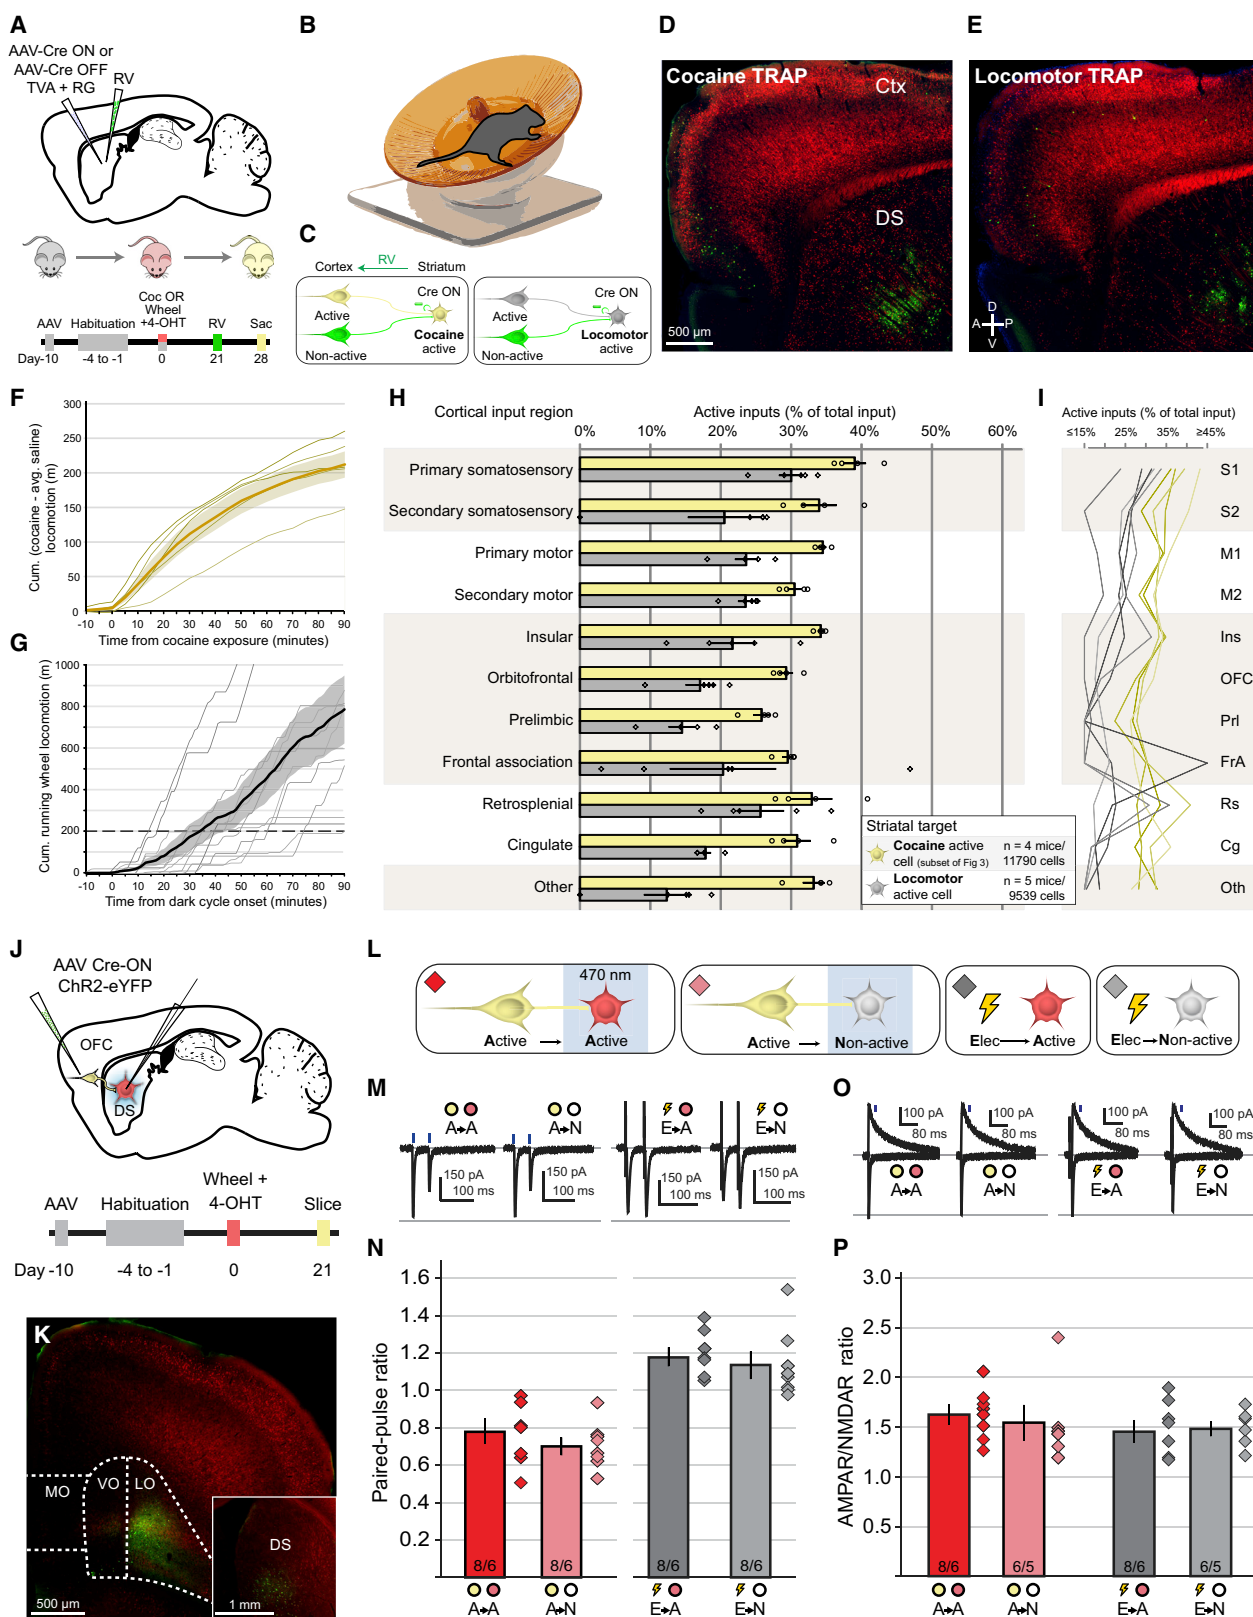 A
AAV-Cre ON or
AAV-Cre OFF
TVA + RG
RV
Coc OR
Wheel
+4-OHT
AAV
Habituation
RV
Sac
Day-10
-4 to -1
0
21
28
B
C
Cortex
RV
Striatum
Cre ON
Active
Non-active
Cocaine
active
Cre ON
Active
Non-active
Locomotor
active
D
Cocaine TRAP
Ctx
DS
500 µm
E
Locomotor TRAP
D
A
P
V
F
Cum. (cocaine - avg. saline)
locomotion (m)
300
250
200
150
100
50
0
-10 0 10 20 30 40 50 60 70 80 90
Time from cocaine exposure (minutes)
G
Cum. running wheel locomotion (m)
1000
800
600
400
200
0
-10 0 10 20 30 40 50 60 70 80 90
Time from dark cycle onset (minutes)
H
Cortical input region
Active inputs (% of total input)
0% 10% 20% 30% 40% 50% 60%
Primary somatosensory
Secondary somatosensory
Primary motor
Secondary motor
Insular
Orbitofrontal
Prelimbic
Frontal association
Retrosplenial
Cingulate
Other
Striatal target
Cocaine active
cell (subset of Fig 3)
n = 4 mice/
11790 cells
Locomotor
active cell
n = 5 mice/
9539 cells
I
Active inputs (% of total input)
≤15% 25% 35% ≥45%
S1
S2
M1
M2
Ins
OFC
Prl
FrA
Rs
Cg
Oth
J
AAV Cre-ON
ChR2-eYFP
OFC
DS
Wheel +
4-OHT
AAV
Habituation
Slice
Day -10
-4 to -1
0
21
K
MO
VO
LO
DS
500 µm
1 mm
L
470 nm
Active → Active
Active → Non-active
Elec → Active
Elec → Non-active
M
A→A
A→N
E→A
E→N
150 pA
100 ms
150 pA
100 ms
150 pA
100 ms
150 pA
100 ms
N
Paired-pulse ratio
1.6
1.4
1.2
1.0
0.8
0.6
0.4
0.2
8/6
8/6
8/6
8/6
A→A
A→N
E→A
E→N
O
100 pA
80 ms
100 pA
80 ms
100 pA
80 ms
100 pA
80 ms
A→A
A→N
E→A
E→N
P
AMPAR/NMDAR ratio
3.0
2.5
2.0
1.5
1.0
0.5
8/6
6/5
8/6
6/5
A→A
A→N
E→A
E→N